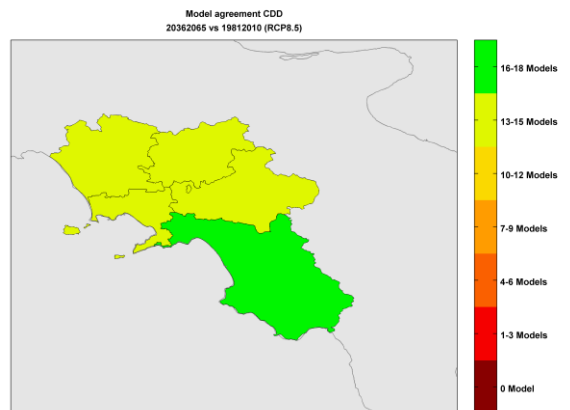 Model agreement CDD
20362065 vs 19812010 (RCP8.5)
16-18 Models
13-15 Models
10-12 Models
7-9 Models
4-6 Models
1-3 Models
0 Model